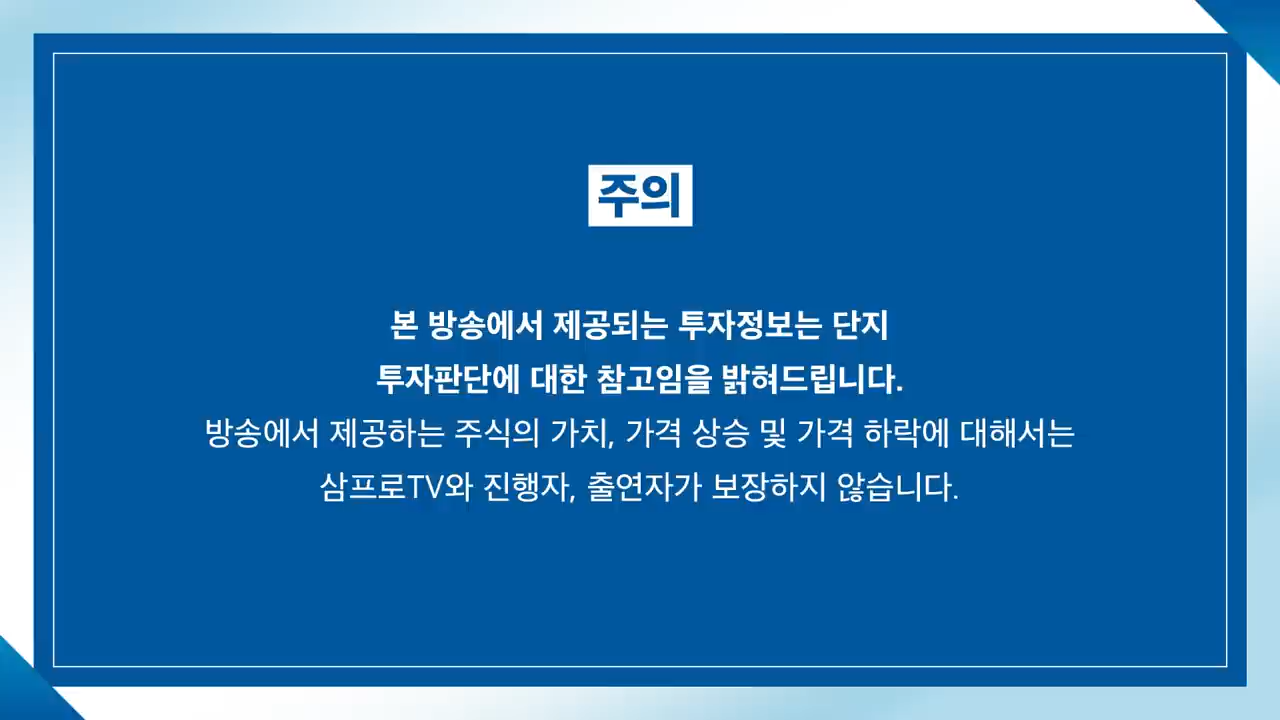 주의
본 방송에서 제공되는 투자정보는 단지
투자판단에 대한 참고임을 밝혀드립니다.
방송에서 제공하는 주식의 가치, 가격 상승 및 가격 하락에 대해서는
삼프로TV와 진행자, 출연자가 보장하지 않습니다.